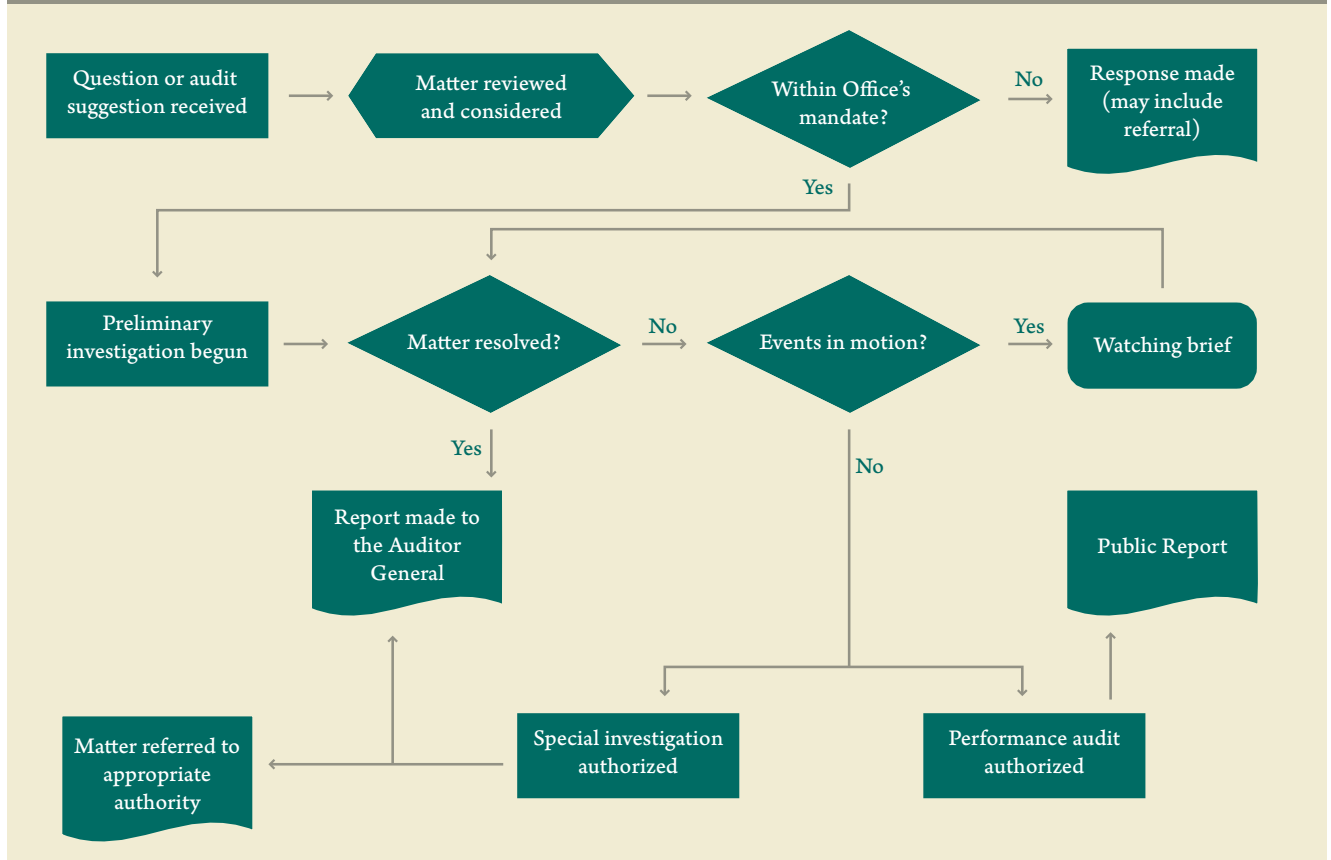 Question or audit
suggestion received
Matter reviewed
and considered
Within Office’s
mandate?
No
Response made
(may include
referral)
Yes
Preliminary
investigation begun
Matter resolved?
No
Events in motion?
Yes
Watching brief
Yes
No
Report made to
the Auditor
General
Public Report
Matter referred to
appropriate
authority
Special investigation
authorized
Performance audit
authorized